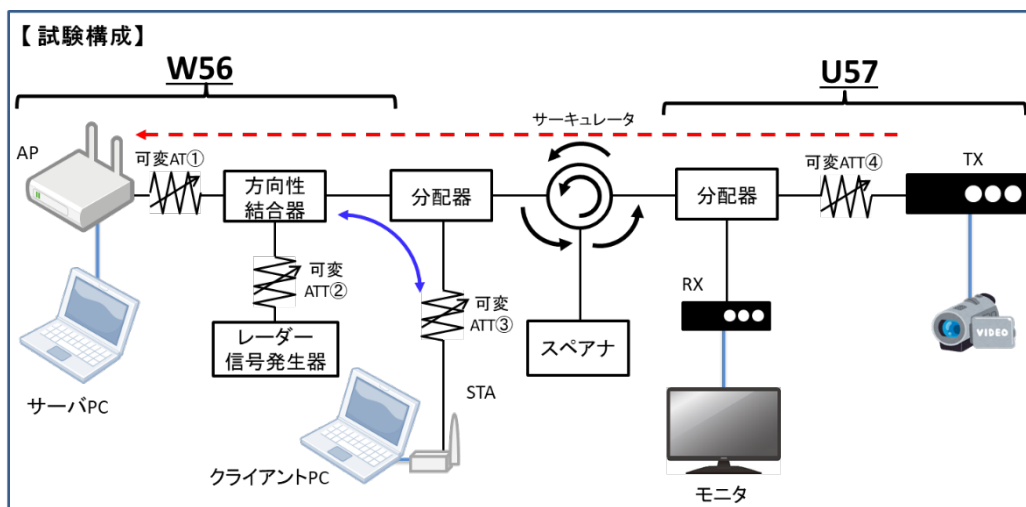 【 試験構成】
W56
U57
サーキュレータ
AP
可変AT①
方向性
結合器
分配器
分配器
可変ATT④
TX
可変
ATT②
可変
ATT③
RX
レーダー
信号発生器
スペアナ
VIDEO
サーバPC
STA
クライアントPC
モニタ